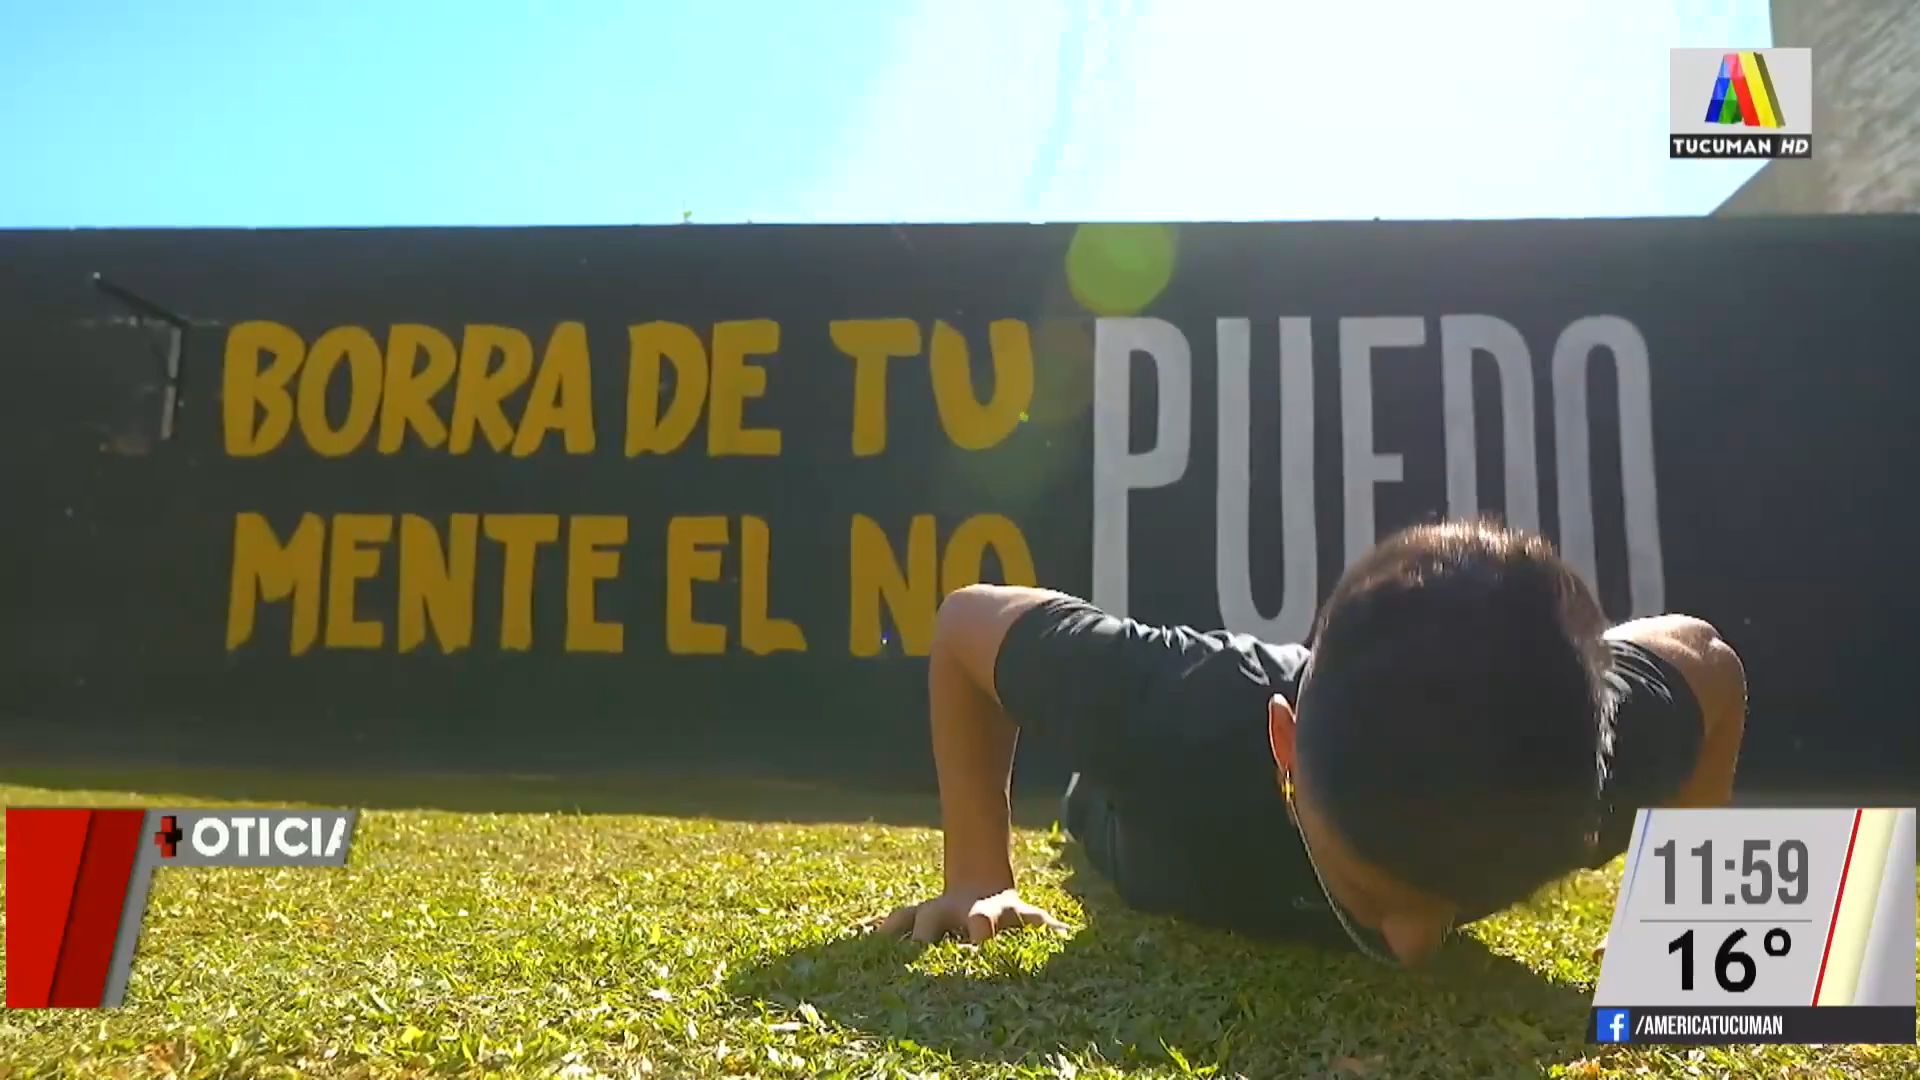 TUCUMAN HD
BORRA DE TU
MENTE EL NO
PUEDO
OTICIA
11:59
16°
/AMERICATUCUMAN